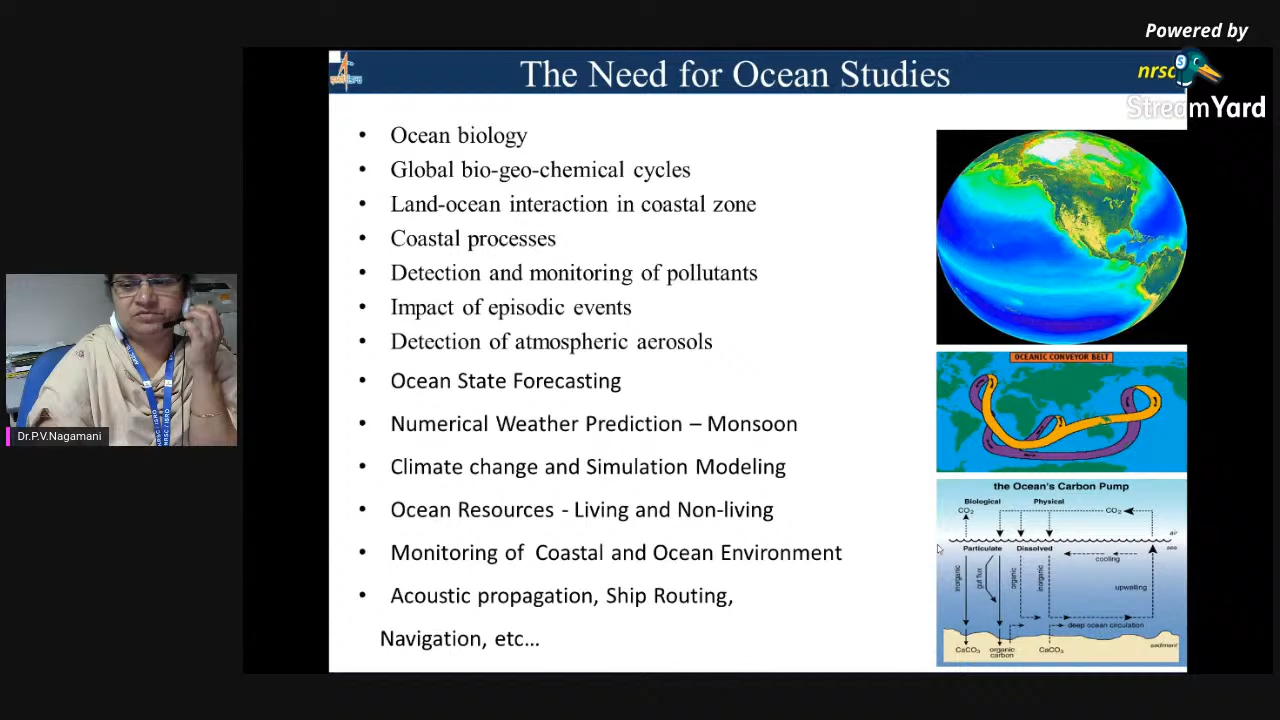 Powered by
StreamYard
nrsc
The Need for Ocean Studies
• Ocean biology
• Global bio-geo-chemical cycles
• Land-ocean interaction in coastal zone
• Coastal processes
• Detection and monitoring of pollutants
• Impact of episodic events
• Detection of atmospheric aerosols
• Ocean State Forecasting
• Numerical Weather Prediction – Monsoon
• Climate change and Simulation Modeling
• Ocean Resources - Living and Non-living
• Monitoring of Coastal and Ocean Environment
• Acoustic propagation, Ship Routing,
Navigation, etc...
OCEANIC CONVEYOR BELT
the Ocean's Carbon Pump
Biological Physical
CO₂ CO₂
air
sea
Particulate Dissolved
cooling
inorganic
gut flux
organic
inorganic
upwelling
deep ocean circulation
CaCO₃ organic carbon CaCO₃
sediment
Dr.P.V.Nagamani